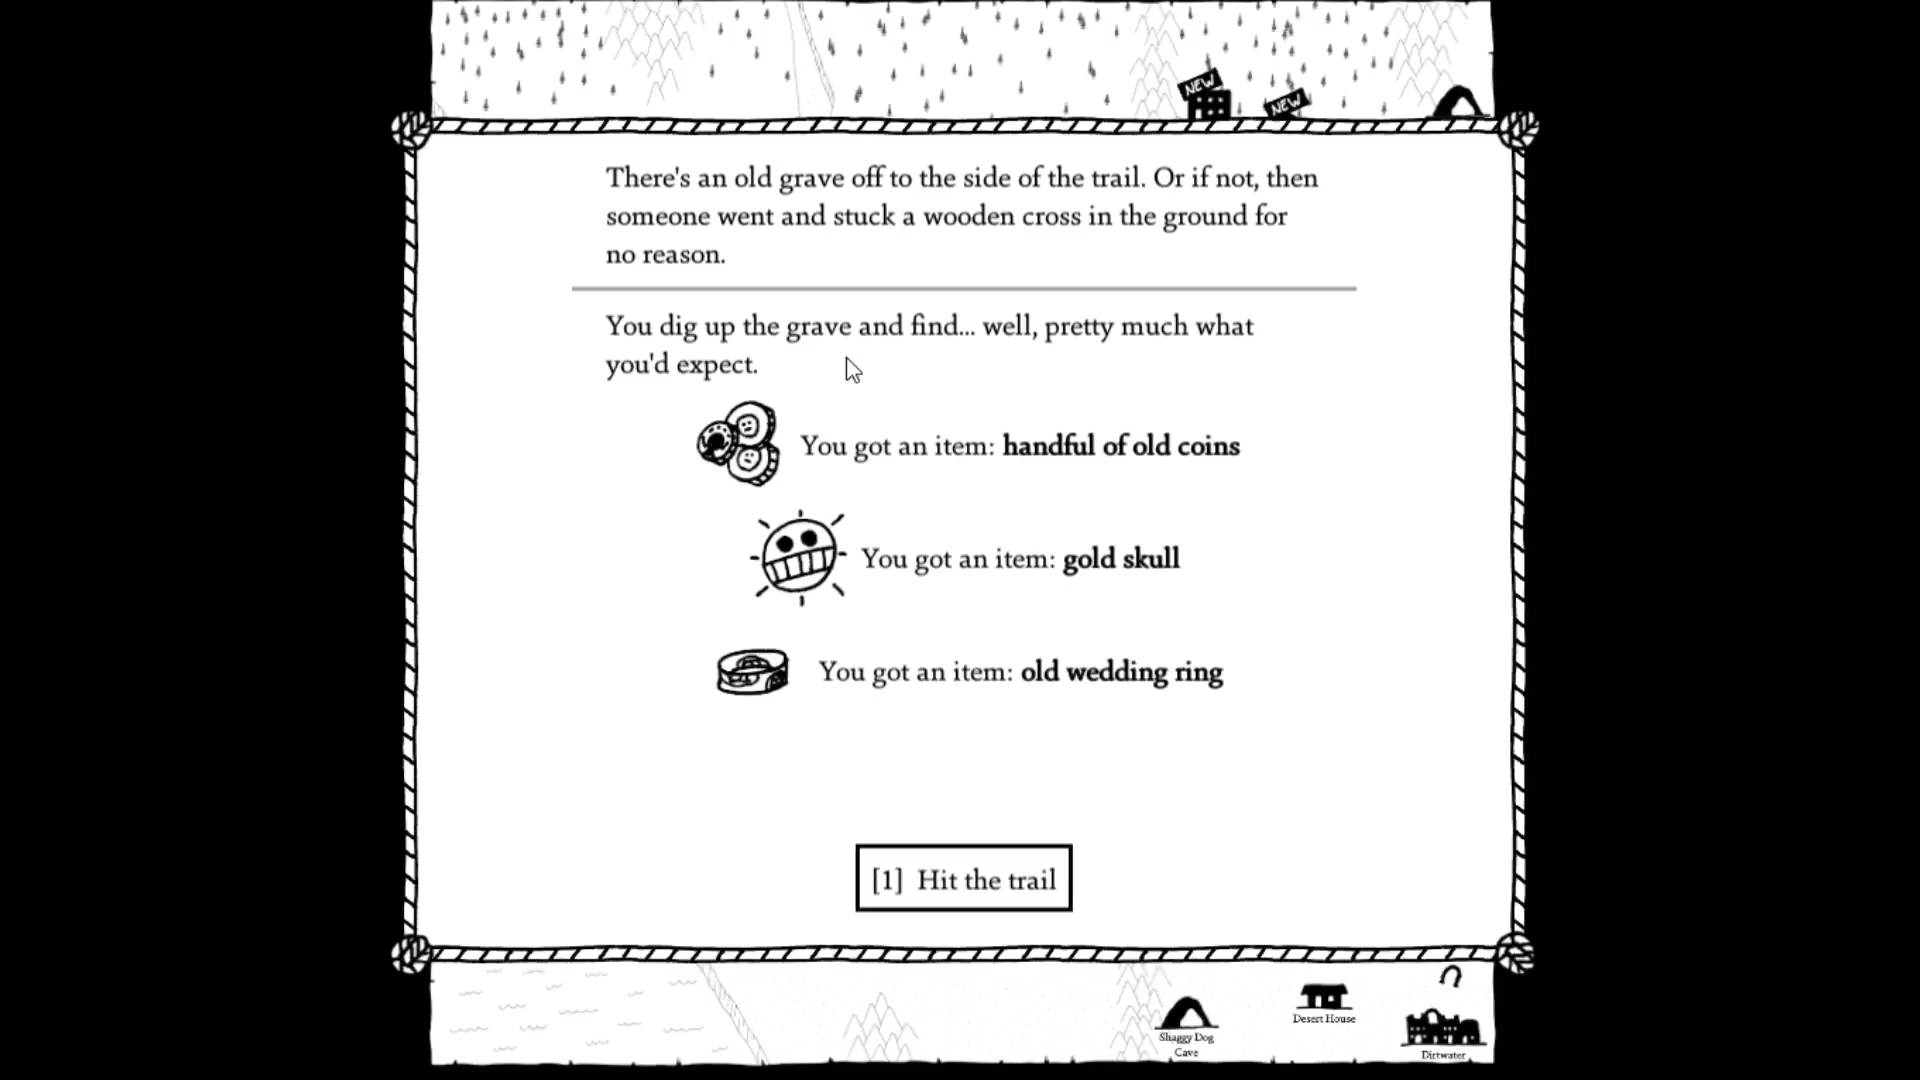 NEW
NEW
There's an old grave off to the side of the trail. Or if not, then
someone went and stuck a wooden cross in the ground for
no reason.
You dig up the grave and find... well, pretty much what
you'd expect.
You got an item: handful of old coins
You got an item: gold skull
You got an item: old wedding ring
[1] Hit the trail
Desert House
Shaggy Dog
Cave
Dirtwater